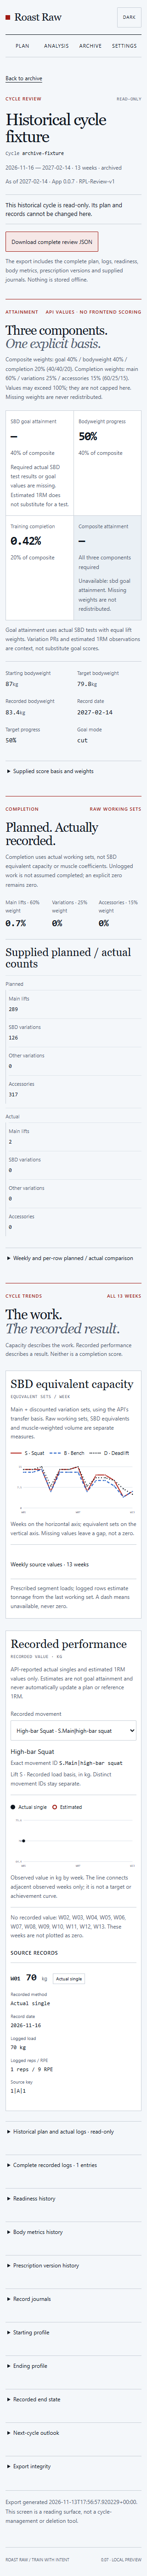 Roast Raw
DARK
PLAN
ANALYSIS
ARCHIVE
SETTINGS
Back to archive
CYCLE REVIEW
READ-ONLY
Historical cycle
fixture
Cycle archive-fixture
2026-11-16 — 2027-02-14 · 13 weeks · archived
As of 2027-02-14 · App 0.0.7 · RPL-Review-v1
This historical cycle is read-only. Its plan and
records cannot be changed here.
Download complete review JSON
The export includes the complete plan, logs, readiness,
body metrics, prescription versions and supplied
journals. Nothing is stored offline.
ATTAINMENT
API VALUES · NO FRONTEND SCORING
Three components.
One explicit basis.
Composite weights: goal 40% / bodyweight 40% /
completion 20% (40/40/20). Completion weights: main
60% / variations 25% / accessories 15% (60/25/15).
Values may exceed 100%; they are not capped here.
Missing weights are never redistributed.
SBD goal attainment
—
40% of composite
Required actual SBD
test results or goal
values are missing.
Estimated 1RM does
not substitute for a test.
Bodyweight progress
50%
40% of composite
Training completion
0.42%
20% of composite
Composite attainment
—
All three components
required
Unavailable: sbd goal
attainment. Missing
weights are not
redistributed.
Goal attainment uses actual SBD tests with equal lift
weights. Variation PRs and estimated 1RM observations
are context, not substitute goal scores.
Starting bodyweight
87kg
Target bodyweight
79.8kg
Recorded bodyweight
83.4kg
Record date
2027-02-14
Target progress
50%
Goal mode
cut
▶ Supplied score basis and weights
COMPLETION
RAW WORKING SETS
Planned. Actually
recorded.
Completion uses actual working sets, not SBD
equivalent capacity or muscle coefficients. Unlogged
work is not assumed completed; an explicit zero
remains zero.
Main lifts · 60%
weight
0.7%
Variations · 25%
weight
0%
Accessories · 15%
weight
0%
Supplied planned / actual
counts
Planned
Main lifts
289
SBD variations
126
Other variations
0
Accessories
317
Actual
Main lifts
2
SBD variations
0
Other variations
0
Accessories
0
▶ Weekly and per-row planned / actual comparison
CYCLE TRENDS
ALL 13 WEEKS
The work.
The recorded result.
Capacity describes the work. Recorded performance
describes a result. Neither is a completion score.
SBD equivalent capacity
EQUIVALENT SETS / WEEK
Main + discounted variation sets, using the API's
transfer basis. Raw working sets, SBD equivalents
and muscle-weighted volume are separate
measures.
S · Squat
B · Bench
D · Deadlift
Weeks on the horizontal axis; equivalent sets on the
vertical axis. Missing values leave a gap, not a zero.
Weekly source values · 13 weeks
Prescribed segment loads; logged rows estimate
tonnage from the last working set. A dash means
unavailable, never zero.
Recorded performance
RECORDED VALUE · KG
API-reported actual singles and estimated 1RM
values only. Estimates are not goal attainment and
never automatically update a plan or reference
1RM.
Recorded movement
High-bar Squat · S.Main|high-bar squat
High-bar Squat
Exact movement ID S.Main|high-bar squat
Lift S · Recorded load basis, in kg. Distinct
movement IDs stay separate.
Actual single
Estimated
Observed value in kg by week. The line connects
adjacent observed weeks only; it is not a target or
achievement curve.
No recorded value: W02, W03, W04, W05, W06,
W07, W08, W09, W10, W11, W12, W13. These
weeks are not plotted as zero.
SOURCE RECORDS
W01 70 kg Actual single
Recorded method
Actual single
Record date
2026-11-16
Logged load
70 kg
Logged reps / RPE
1 reps / 9 RPE
Source key
1|A|1
▶ Historical plan and actual logs · read-only
▶ Complete recorded logs · 1 entries
▶ Readiness history
▶ Body metrics history
▶ Prescription version history
▶ Record journals
▶ Starting profile
▶ Ending profile
▶ Recorded end state
▶ Next-cycle outlook
▶ Export integrity
Export generated 2026-11-13T17:56:57.920229+00:00.
This screen is a reading surface, not a cycle-
management or deletion tool.
ROAST RAW / TRAIN WITH INTENT